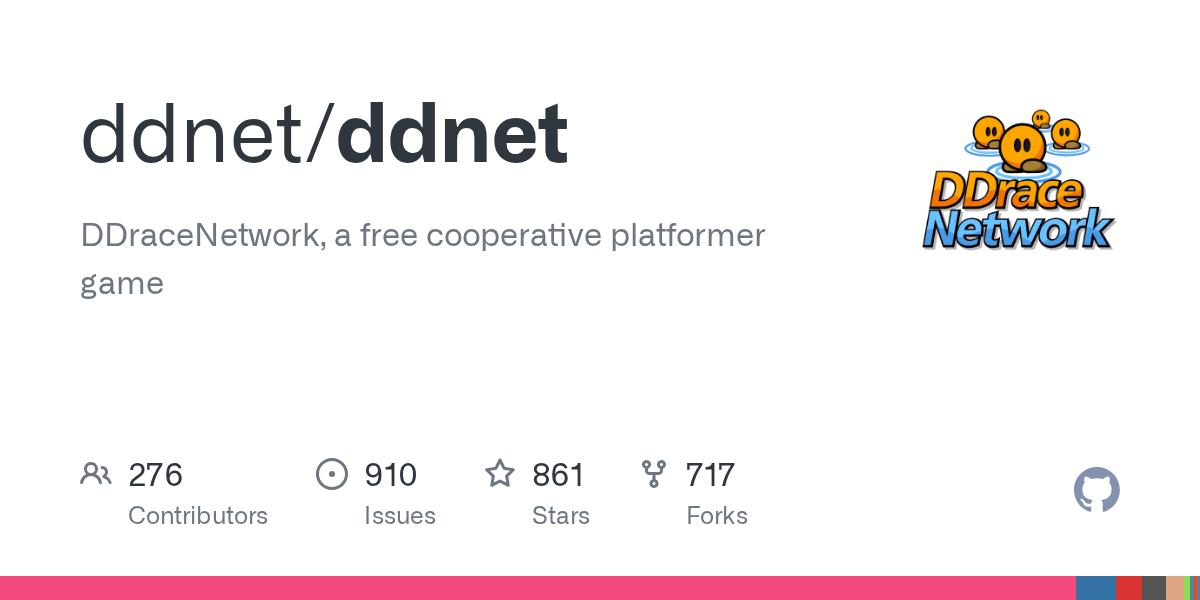 ddnet/ddnet
DDraceNetwork, a free cooperative platformer
game
DDrace
Network
276
Contributors
910
Issues
861
Stars
717
Forks